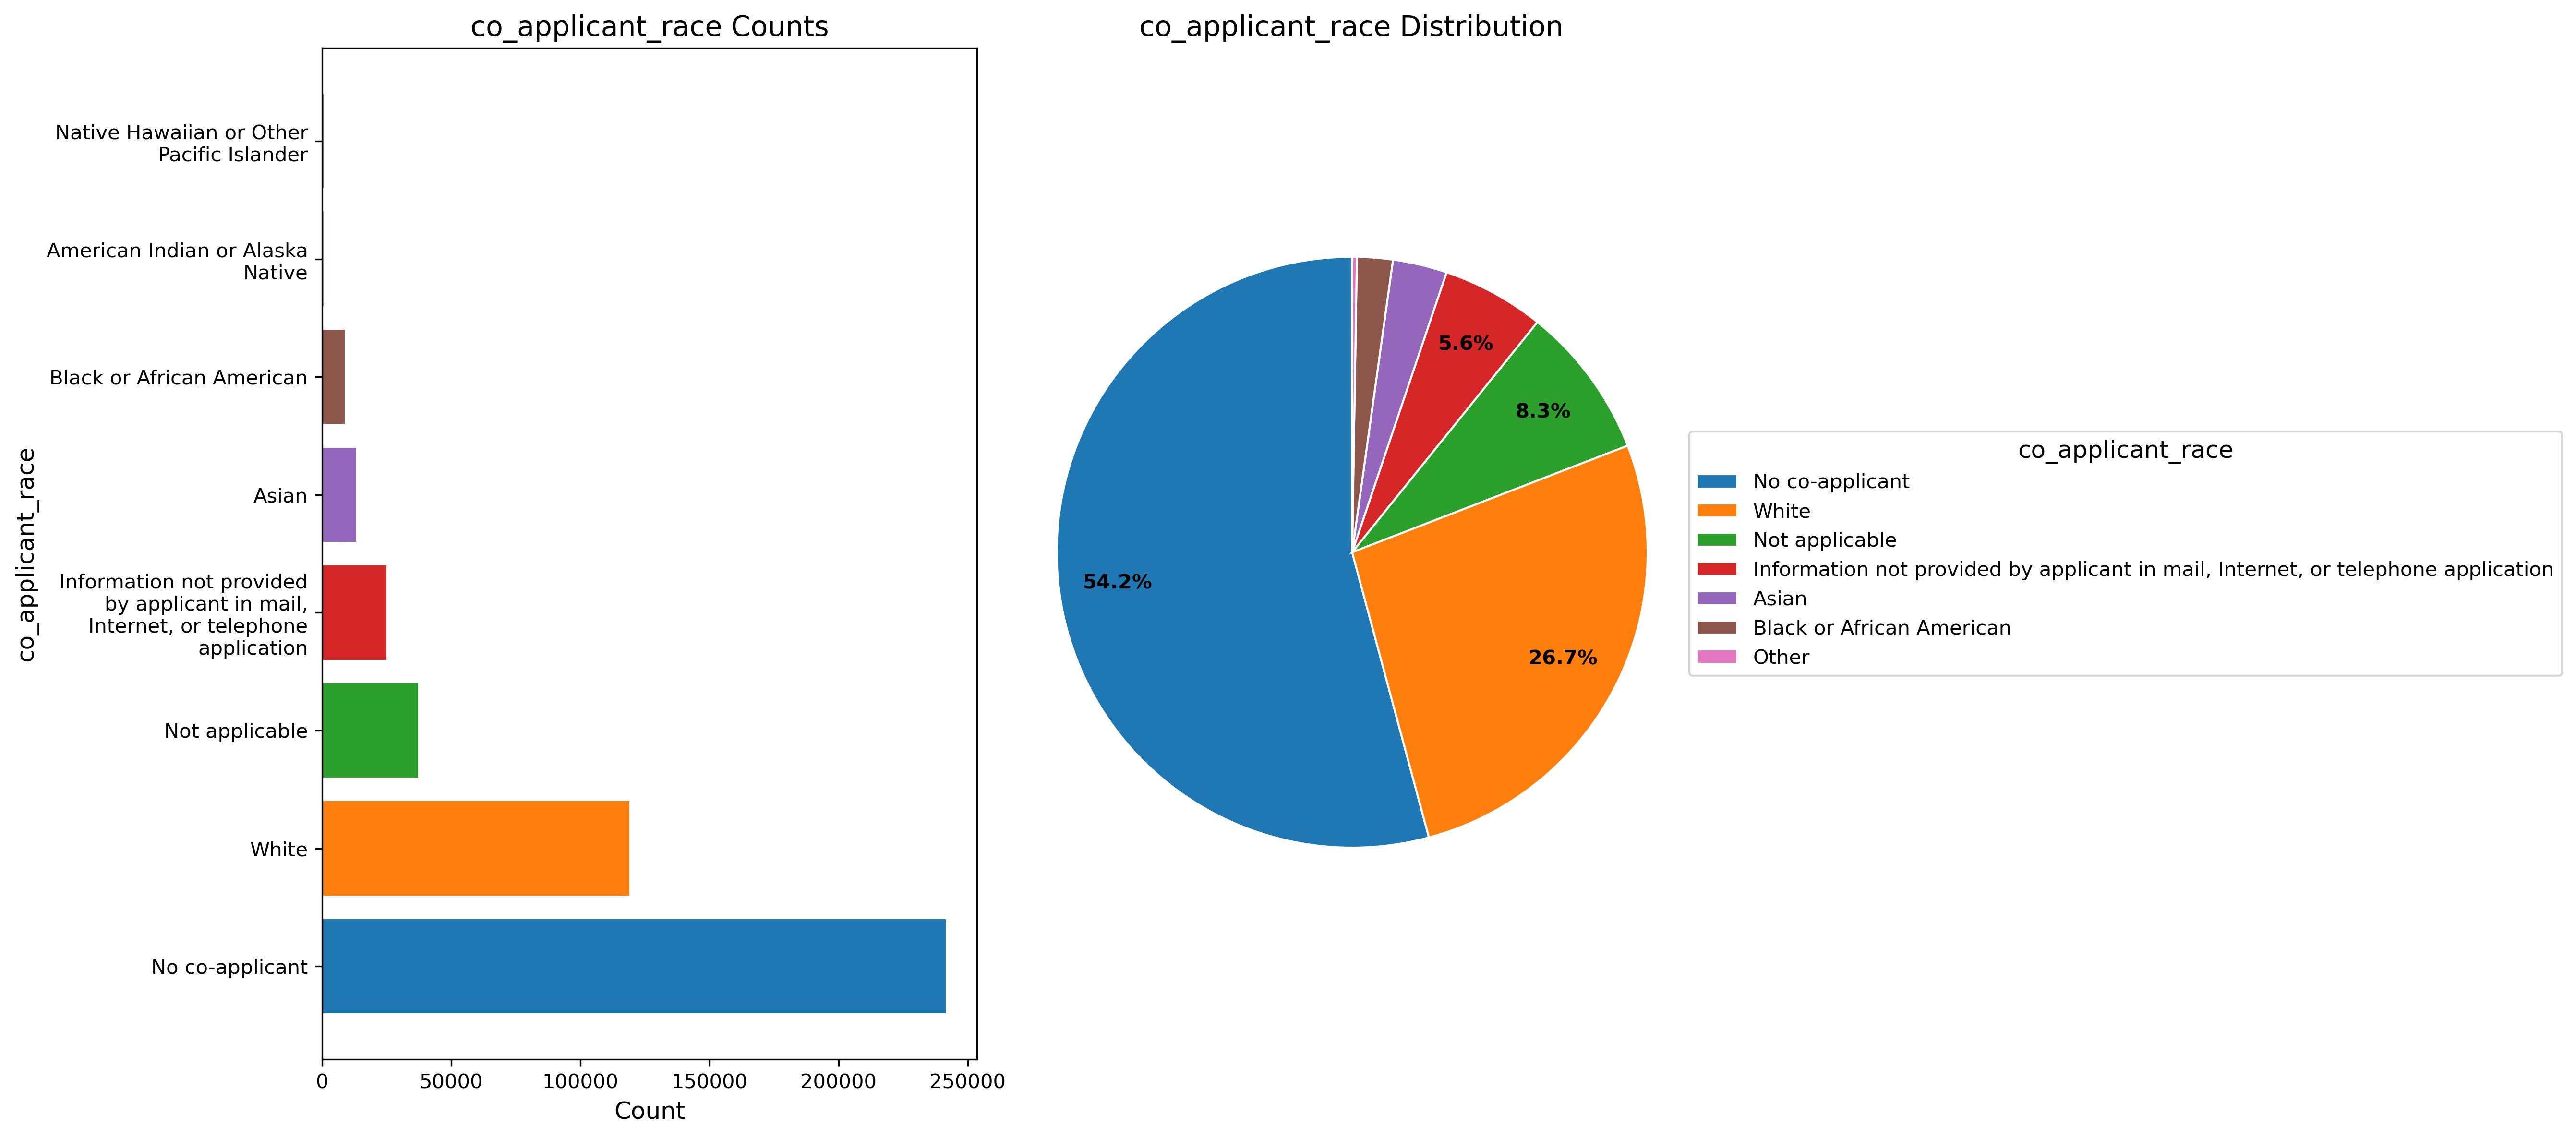 co_applicant_race Counts
co_applicant_race
Native Hawaiian or Other
Pacific Islander
American Indian or Alaska
Native
Black or African American
Asian
Information not provided
by applicant in mail,
Internet, or telephone
application
Not applicable
White
No co-applicant
0 50000 100000 150000 200000 250000
Count
co_applicant_race Distribution
5.6%
8.3%
54.2%
26.7%
co_applicant_race
No co-applicant
White
Not applicable
Information not provided by applicant in mail, Internet, or telephone application
Asian
Black or African American
Other